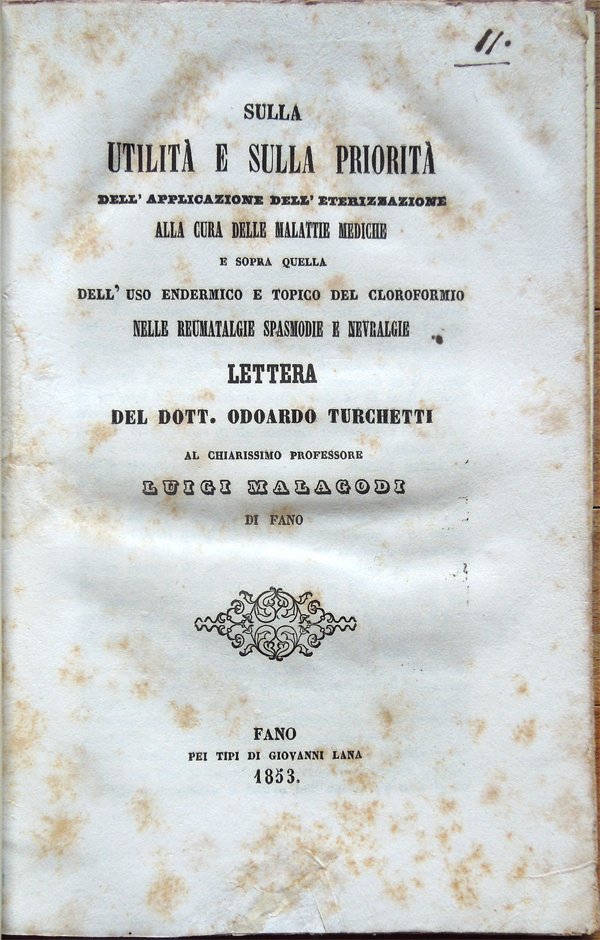 11.
SULLA
UTILITÀ E SULLA PRIORITÀ
DELL' APPLICAZIONE DELL' ETERIZZAZIONE
ALLA CURA DELLE MALATTIE MEDICHE
E SOPRA QUELLA
DELL' USO ENDERMICO E TOPICO DEL CLOROFORMIO
NELLE REUMATALGIE SPASMODIE E NEVRALGIE
LETTERA
DEL DOTT. ODOARDO TURCHETTI
AL CHIARISSIMO PROFESSORE
LUIGI MALAGODI
DI FANO
FANO
PEI TIPI DI GIOVANNI LANA
1853.